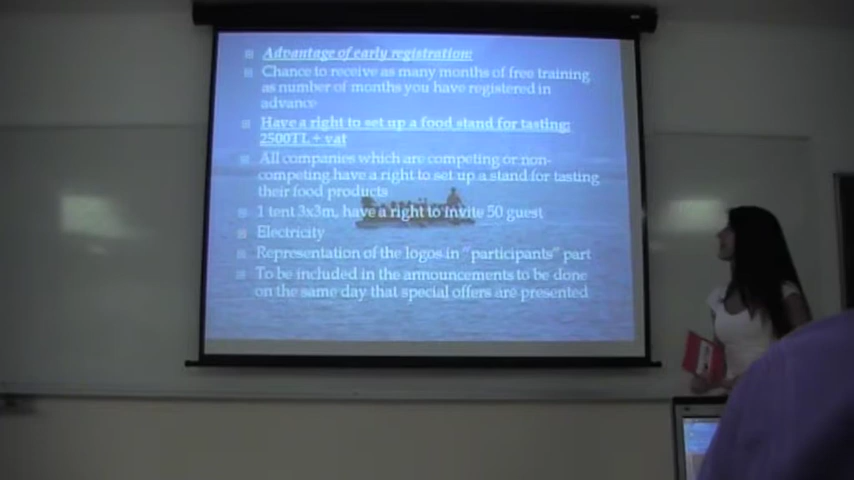 Advantage of early registration:
Chance to receive as many months of free training
as number of months you have registered in
advance
Have a right to set up a food stand for tasting:
2500TL + vat
All companies which are competing or non-
competing have a right to set up a stand for tasting
their food products
1 tent 3x3m, have a right to invite 50 guest
Electricity
Representation of the logos in "participants" part
To be included in the announcements to be done
on the same day that special offers are presented